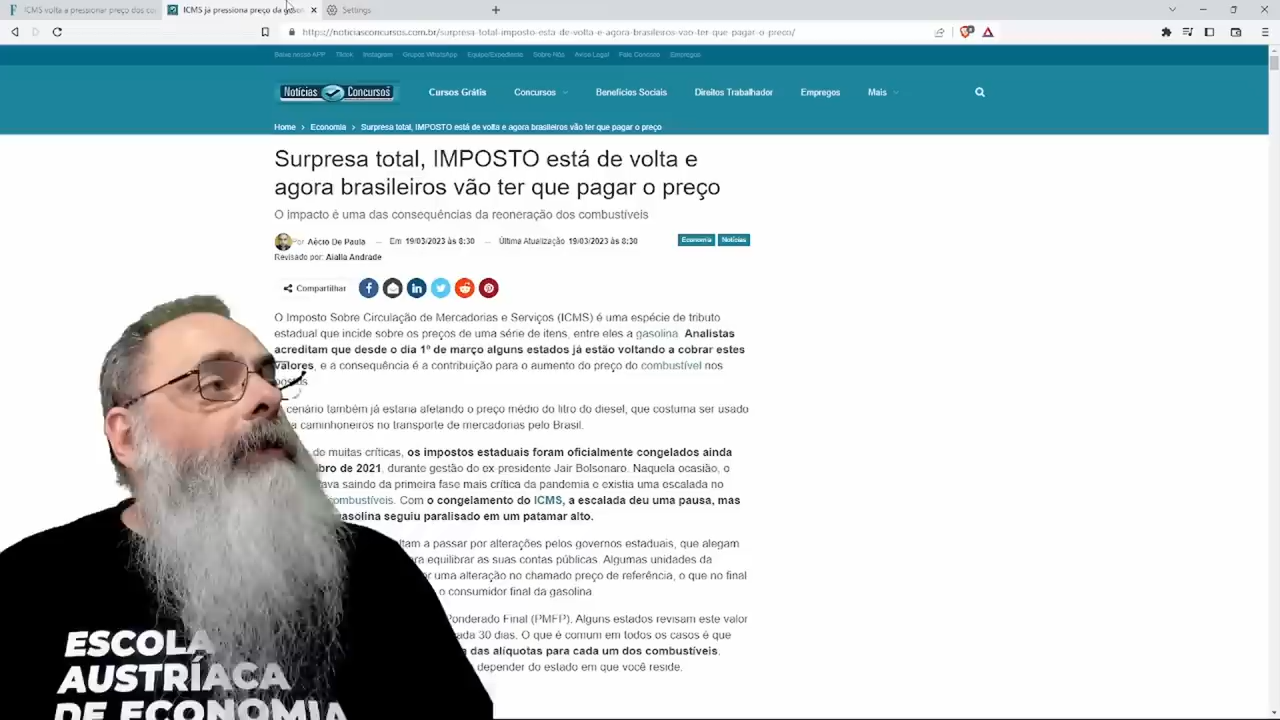 ICMS volta a pressionar preço dos co
ICMS já pressiona preço da
Settings
https://noticiasconcursos.com.br/surpresa-total-imposto-esta-de-volta-e-agora-brasileiros-vao-ter-que-pagar-o-preco/
Baixe nosso APP Tiktok Instagram Grupos WhatsApp Equipe/Expediente Sobre Nós Aviso Legal Fale Conosco Empregos
Notícias Concursos
Cursos Grátis Concursos Benefícios Sociais Direitos Trabalhador Empregos Mais
Home > Economia > Surpresa total, IMPOSTO está de volta e agora brasileiros vão ter que pagar o preço
Surpresa total, IMPOSTO está de volta e
agora brasileiros vão ter que pagar o preço
O impacto é uma das consequências da reoneração dos combustíveis
Por Aécio De Paula — Em 19/03/2023 às 8:30 — Última Atualização 19/03/2023 às 8:30
Economia Notícias
Revisado por: Aialla Andrade
Compartilhar
O Imposto Sobre Circulação de Mercadorias e Serviços (ICMS) é uma espécie de tributo
estadual que incide sobre os preços de uma série de itens, entre eles a gasolina. Analistas
acreditam que desde o dia 1º de março alguns estados já estão voltando a cobrar estes
valores, e a consequência é a contribuição para o aumento do preço do combustível nos
postos.
cenário também já estaria afetando o preço médio do litro do diesel, que costuma ser usado
a caminhoneiros no transporte de mercadorias pelo Brasil.
de muitas críticas, os impostos estaduais foram oficialmente congelados ainda
bro de 2021, durante gestão do ex presidente Jair Bolsonaro. Naquela ocasião, o
ava saindo da primeira fase mais crítica da pandemia e existia uma escalada no
ombustíveis. Com o congelamento do ICMS, a escalada deu uma pausa, mas
gasolina seguiu paralisado em um patamar alto.
ltam a passar por alterações pelos governos estaduais, que alegam
ra equilibrar as suas contas públicas. Algumas unidades da
or uma alteração no chamado preço de referência, o que no final
o consumidor final da gasolina.
Ponderado Final (PMPF). Alguns estados revisam este valor
ada 30 dias. O que é comum em todos os casos é que
das alíquotas para cada um dos combustíveis.
depender do estado em que você reside.
ESCOLA
AUSTRÍACA
DE ECONOMIA